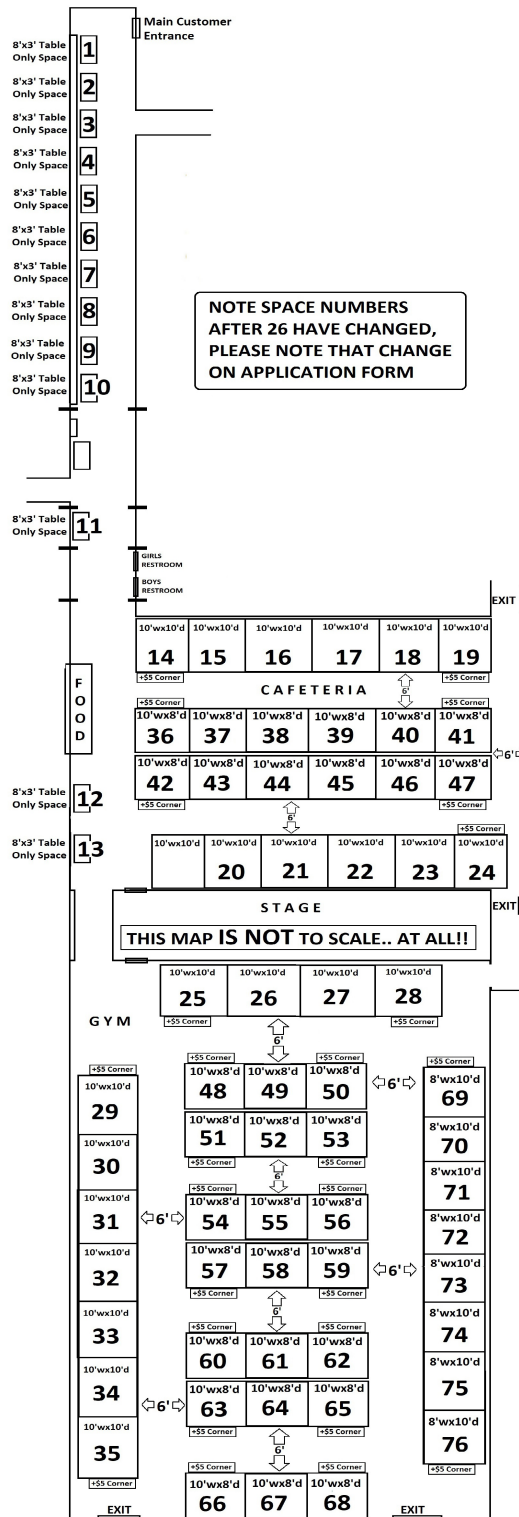 Main Customer
Entrance
8'x3' Table
Only Space
1
8'x3' Table
Only Space
2
8'x3' Table
Only Space
3
8'x3' Table
Only Space
4
8'x3' Table
Only Space
5
8'x3' Table
Only Space
6
8'x3' Table
Only Space
7
8'x3' Table
Only Space
8
8'x3' Table
Only Space
9
8'x3' Table
Only Space
10
NOTE SPACE NUMBERS
AFTER 26 HAVE CHANGED,
PLEASE NOTE THAT CHANGE
ON APPLICATION FORM
8'x3' Table
Only Space
11
GIRLS
RESTROOM
BOYS
RESTROOM
EXIT
10'wx10'd 10'wx10'd 10'wx10'd 10'wx10'd 10'wx10'd 10'wx10'd
14 15 16 17 18 19
+$5 Corner +$5 Corner
CAFETERIA
6'
FOOD
+$5 Corner +$5 Corner
10'wx8'd 10'wx8'd 10'wx8'd 10'wx8'd 10'wx8'd 10'wx8'd
36 37 38 39 40 41
6'
10'wx8'd 10'wx8'd 10'wx8'd 10'wx8'd 10'wx8'd 10'wx8'd
42 43 44 45 46 47
+$5 Corner +$5 Corner
8'x3' Table
Only Space
12
6'
8'x3' Table
Only Space
13
+$5 Corner
10'wx10'd 10'wx10'd 10'wx10'd 10'wx10'd 10'wx10'd 10'wx10'd
20 21 22 23 24
STAGE
EXIT
THIS MAP IS NOT TO SCALE.. AT ALL!!
10'wx10'd 10'wx10'd 10'wx10'd 10'wx10'd
25 26 27 28
+$5 Corner +$5 Corner
GYM
6'
+$5 Corner
10'wx10'd
29
10'wx10'd
30
10'wx10'd
31
10'wx10'd
32
10'wx10'd
33
10'wx10'd
34
10'wx10'd
35
+$5 Corner
6'
6'
+$5 Corner +$5 Corner
10'wx8'd 10'wx8'd 10'wx8'd
48 49 50
10'wx8'd 10'wx8'd 10'wx8'd
51 52 53
+$5 Corner +$5 Corner
6'
+$5 Corner +$5 Corner
10'wx8'd 10'wx8'd 10'wx8'd
54 55 56
10'wx8'd 10'wx8'd 10'wx8'd
57 58 59
+$5 Corner +$5 Corner
6'
+$5 Corner +$5 Corner
10'wx8'd 10'wx8'd 10'wx8'd
60 61 62
10'wx8'd 10'wx8'd 10'wx8'd
63 64 65
+$5 Corner +$5 Corner
6'
+$5 Corner +$5 Corner
10'wx8'd 10'wx8'd 10'wx8'd
66 67 68
6'
6'
+$5 Corner
8'wx10'd
69
8'wx10'd
70
8'wx10'd
71
8'wx10'd
72
8'wx10'd
73
8'wx10'd
74
8'wx10'd
75
8'wx10'd
76
+$5 Corner
EXIT
EXIT